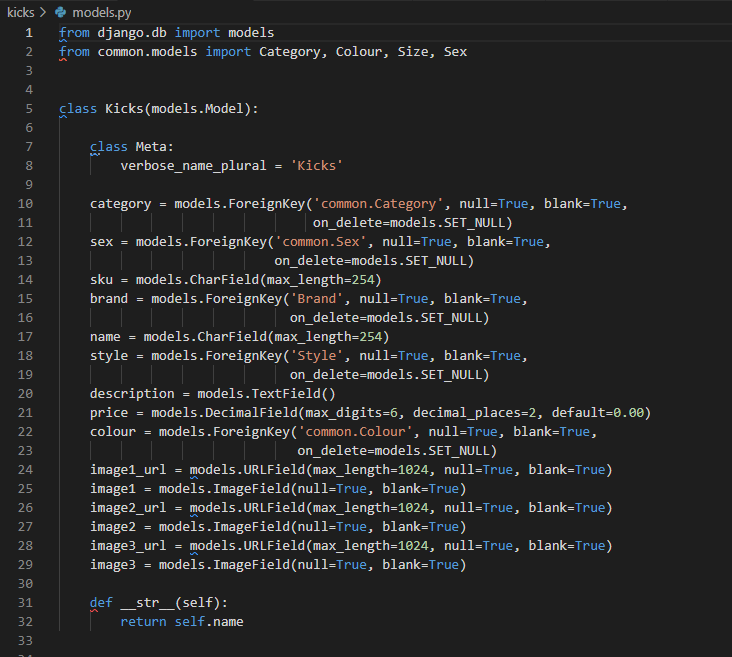 kicks > models.py
1 from django.db import models
2 from common.models import Category, Colour, Size, Sex
3
4
5 class Kicks(models.Model):
6
7     class Meta:
8         verbose_name_plural = 'Kicks'
9
10     category = models.ForeignKey('common.Category', null=True, blank=True,
11                                  on_delete=models.SET_NULL)
12     sex = models.ForeignKey('common.Sex', null=True, blank=True,
13                             on_delete=models.SET_NULL)
14     sku = models.CharField(max_length=254)
15     brand = models.ForeignKey('Brand', null=True, blank=True,
16                               on_delete=models.SET_NULL)
17     name = models.CharField(max_length=254)
18     style = models.ForeignKey('Style', null=True, blank=True,
19                               on_delete=models.SET_NULL)
20     description = models.TextField()
21     price = models.DecimalField(max_digits=6, decimal_places=2, default=0.00)
22     colour = models.ForeignKey('common.Colour', null=True, blank=True,
23                                on_delete=models.SET_NULL)
24     image1_url = models.URLField(max_length=1024, null=True, blank=True)
25     image1 = models.ImageField(null=True, blank=True)
26     image2_url = models.URLField(max_length=1024, null=True, blank=True)
27     image2 = models.ImageField(null=True, blank=True)
28     image3_url = models.URLField(max_length=1024, null=True, blank=True)
29     image3 = models.ImageField(null=True, blank=True)
30
31     def __str__(self):
32         return self.name
33